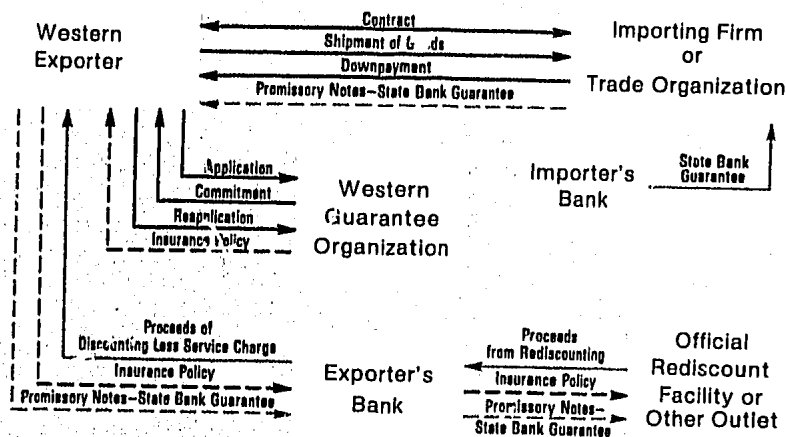 Western
Exporter
Contract
Shipment of
Downpayment
Promissory Notes–State Bank Guarantee
Importing Firm
or
Trade Organization
Application
Commitment
Reapplication
Insurance Policy
Western
Guarantee
Organization
Importer's
Bank
State Bank
Guarantee
Proceeds of
Discounting Less Service Charge
Insurance Policy
Promissory Notes–State Bank Guarantee
Exporter's
Bank
Proceeds
from Rediscounting
Insurance Policy
Promissory Notes–
State Bank Guarantee
Official
Rediscount
Facility or
Other Outlet